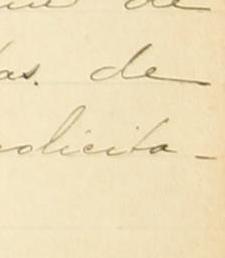 de
as. de
olicita-